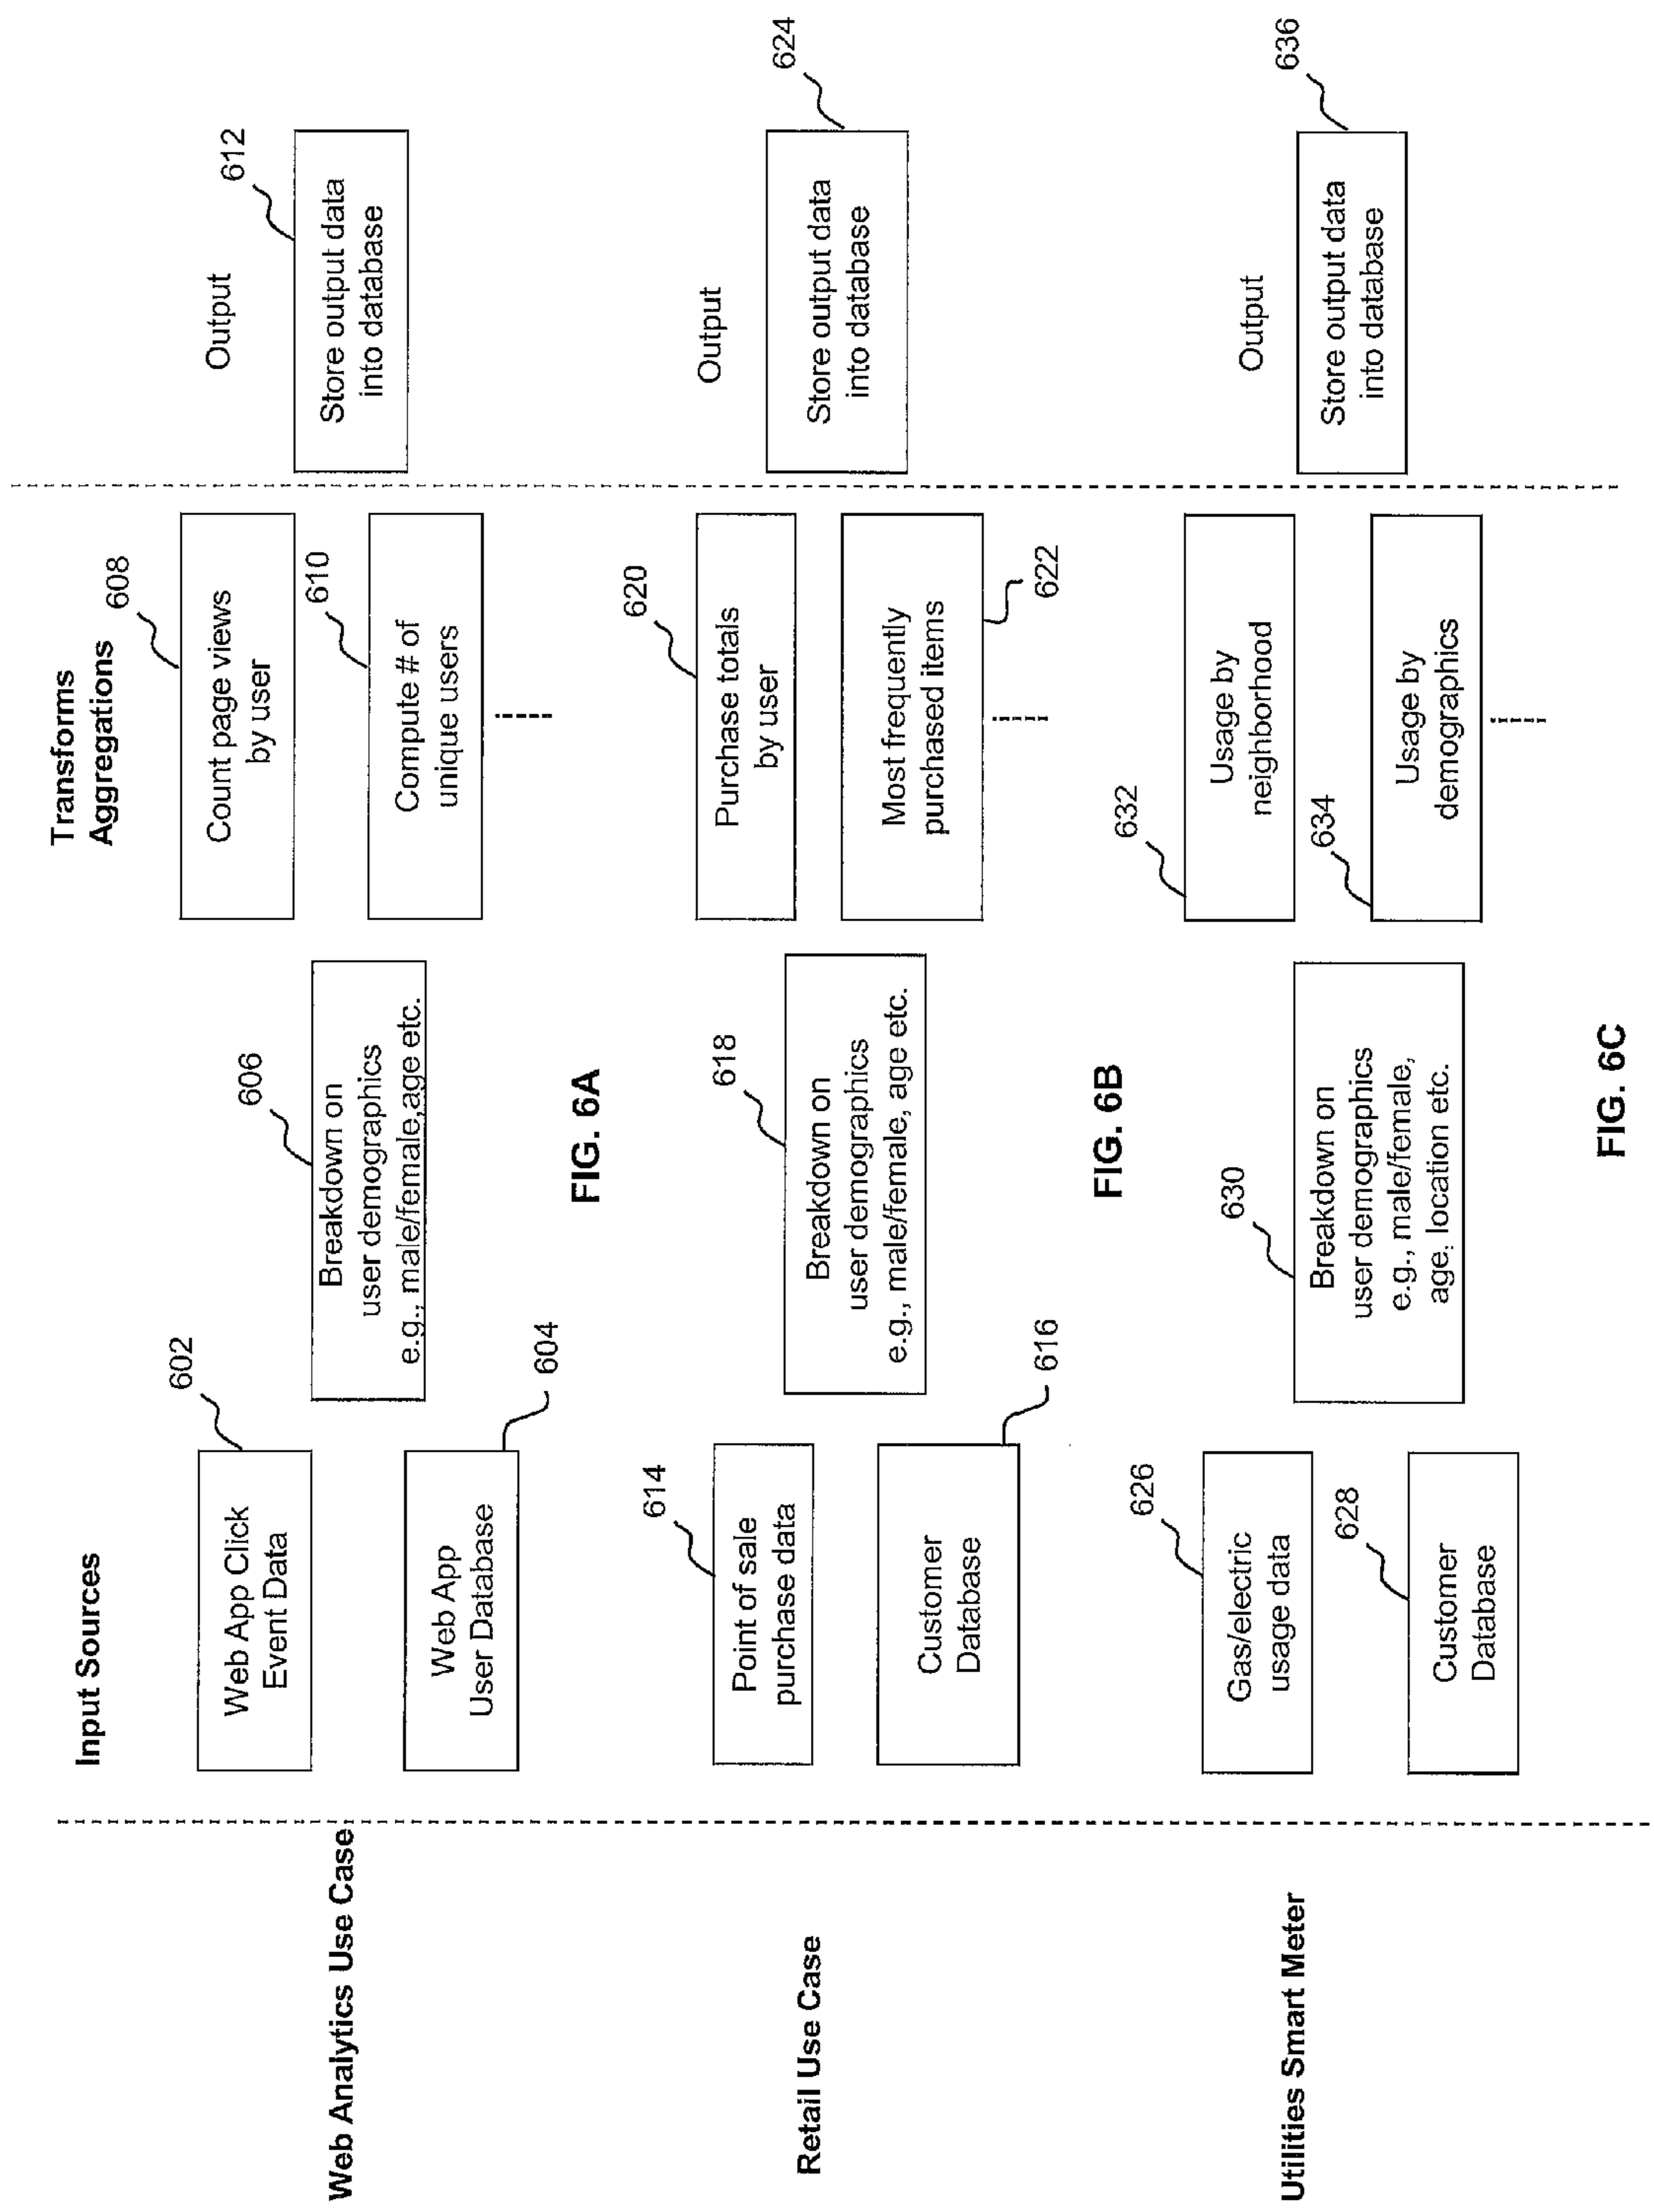 Transforms
Aggregations
Input Sources
Web Analytics Use Case
602
Web App Click
Event Data
604
Web App
User Database
606
Breakdown on
user demographics
e.g., male/female,age etc.
608
Count page views
by user
610
Compute # of
unique users
Output
612
Store output data
into database
FIG. 6A
Retail Use Case
614
Point of sale
purchase data
616
Customer
Database
618
Breakdown on
user demographics
e.g., male/female, age etc.
620
Purchase totals
by user
622
Most frequently
purchased items
Output
624
Store output data
into database
FIG. 6B
Utilities Smart Meter
626
Gas/electric
usage data
628
Customer
Database
630
Breakdown on
user demographics
e.g., male/female,
age, location etc.
632
Usage by
neighborhood
634
Usage by
demographics
Output
636
Store output data
into database
FIG. 6C